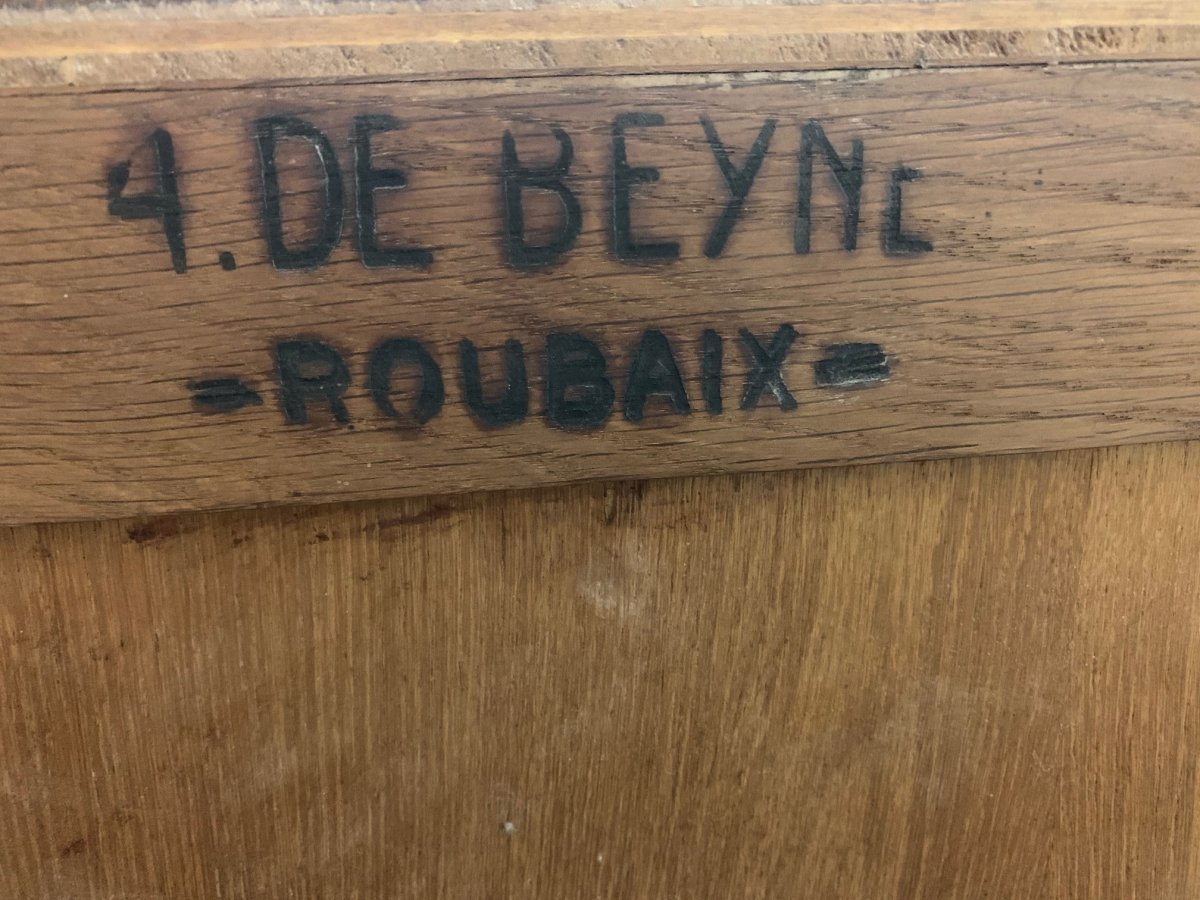 4. DE BEYNE
= ROUBAIX =